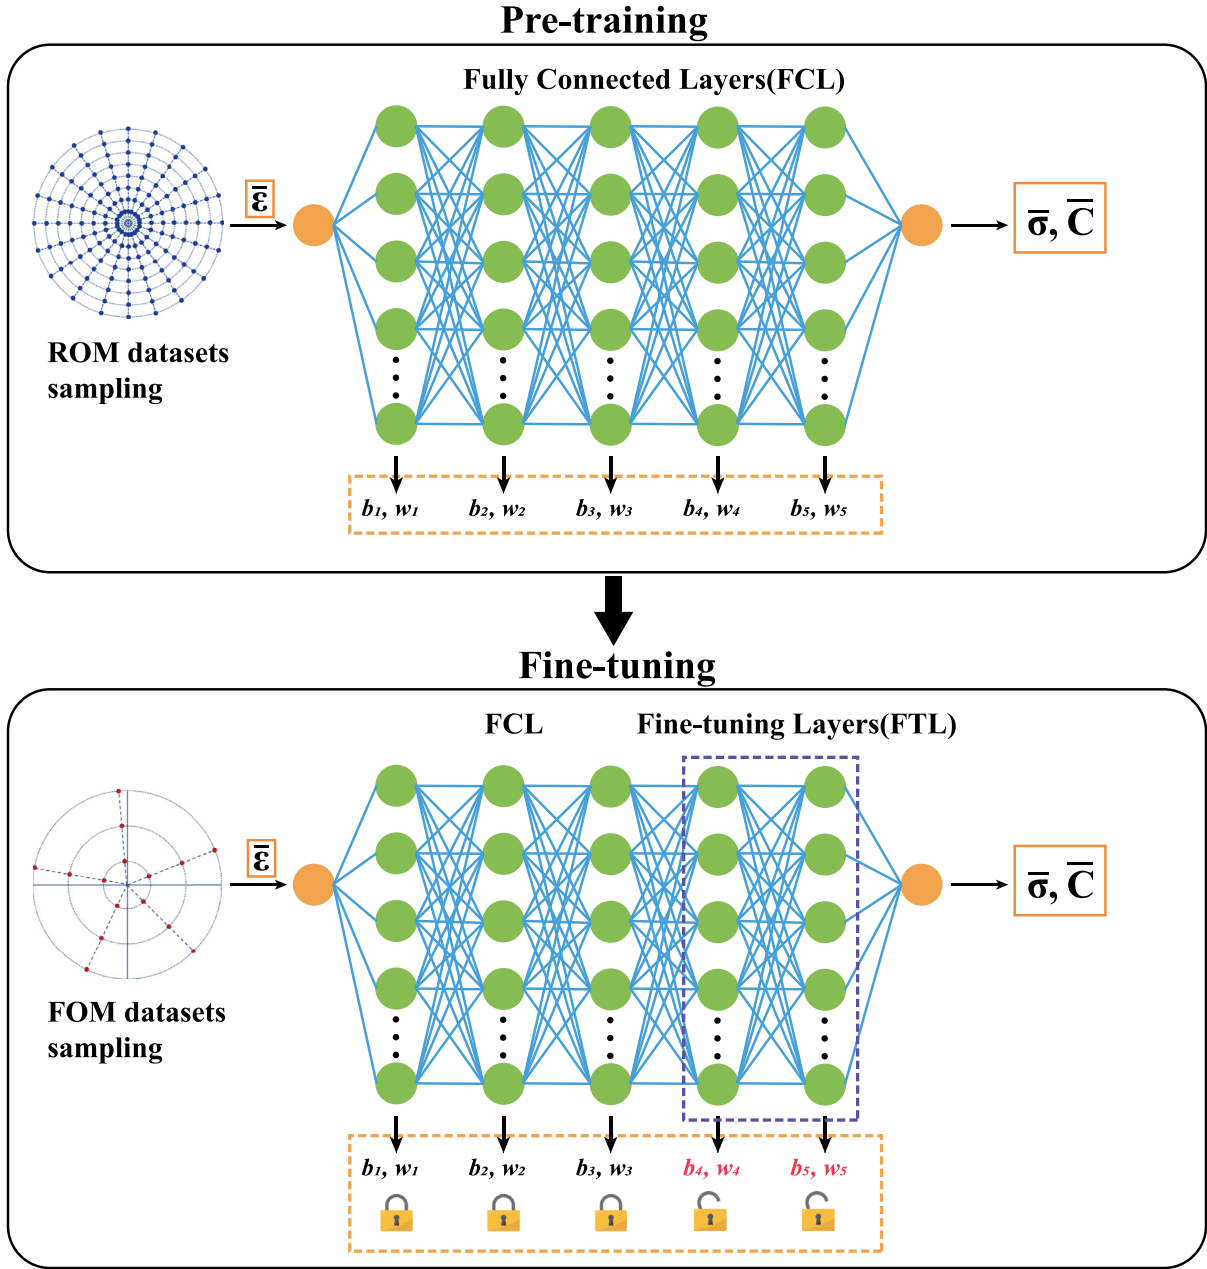 Pre-training
Fully Connected Layers(FCL)
ε̅
σ̅, C̅
ROM datasets
sampling
b₁, w₁ b₂, w₂ b₃, w₃ b₄, w₄ b₅, w₅
Fine-tuning
FCL Fine-tuning Layers(FTL)
ε̅
σ̅, C̅
FOM datasets
sampling
b₁, w₁ b₂, w₂ b₃, w₃ b₄, w₄ b₅, w₅